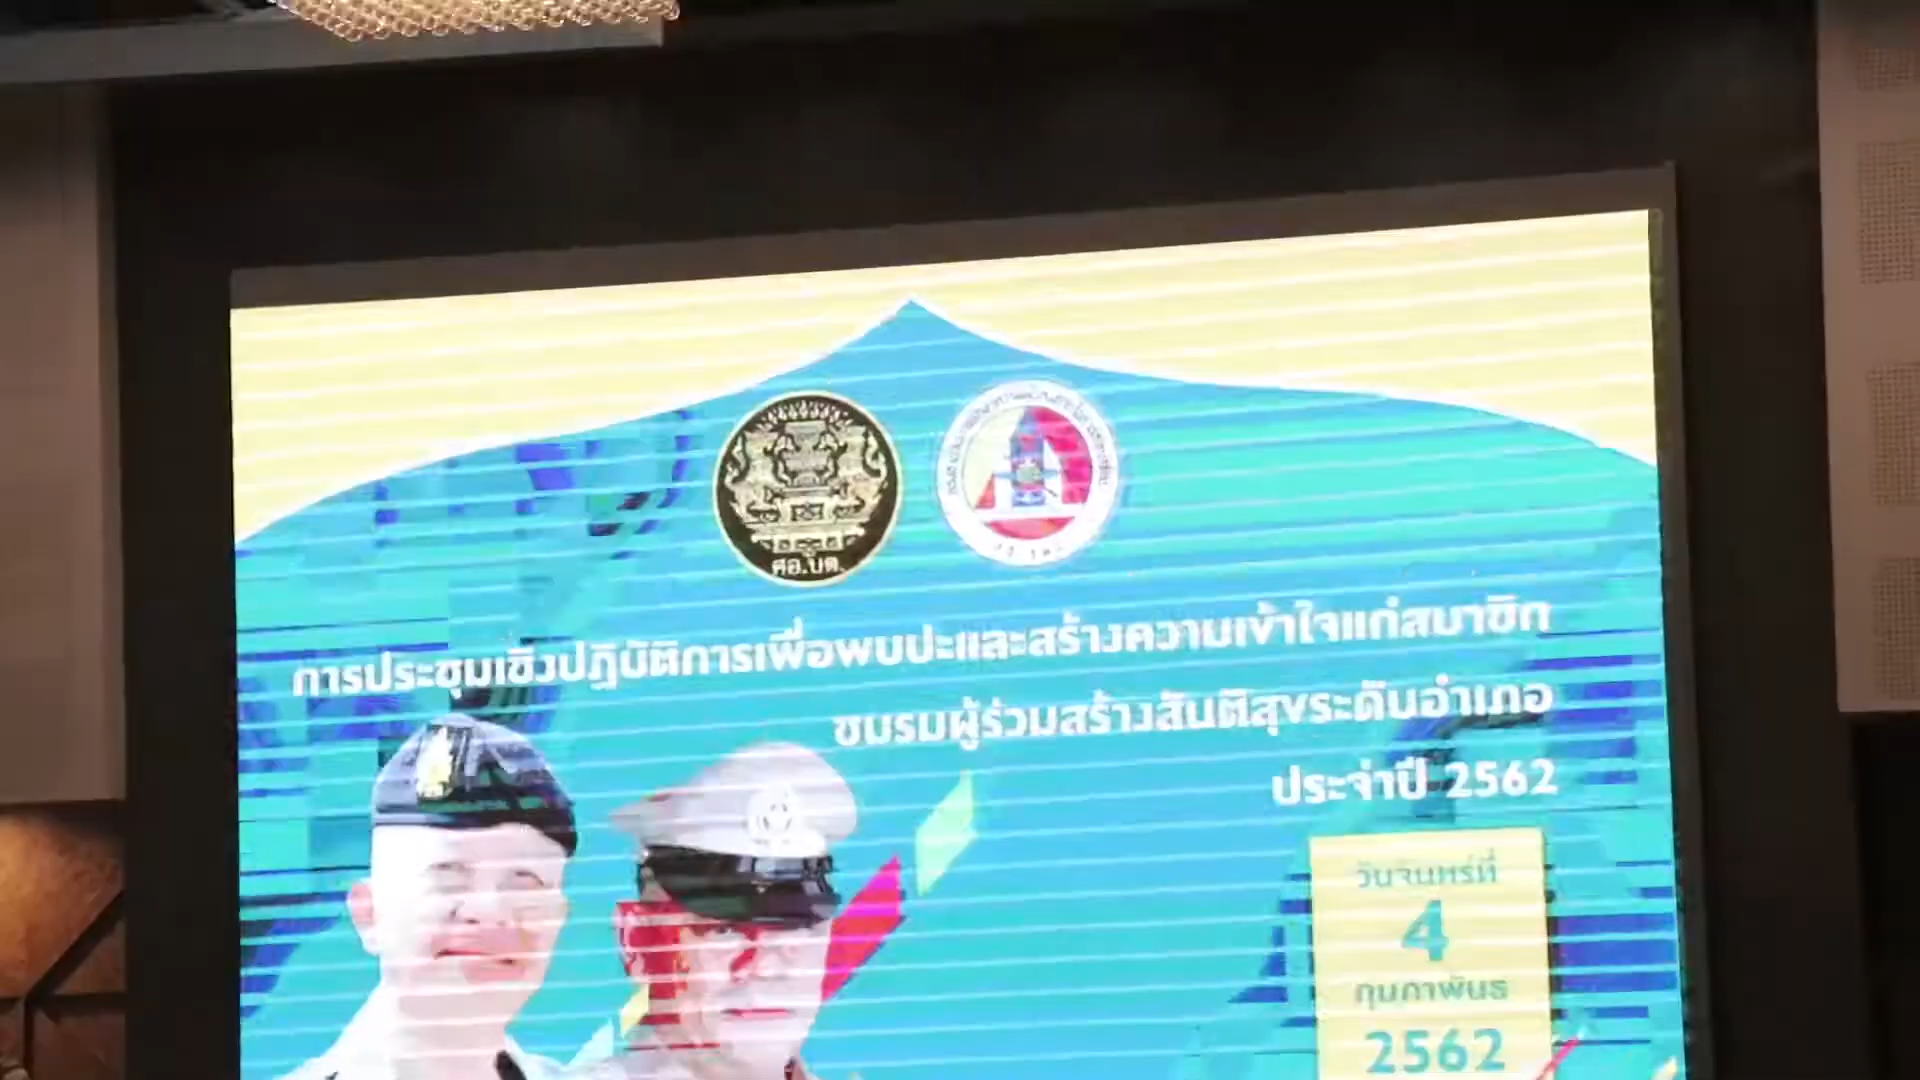 ศอ.บต.
การประชุมเชิงปฏิบัติการเพื่อพบปะและสร้างความเข้าใจแก่สมาชิก
ชมรมผู้ร่วมสร้างสันติสุขระดับอำเภอ
ประจำปี 2562
วันจันทร์ที่
4
กุมภาพันธ์
2562